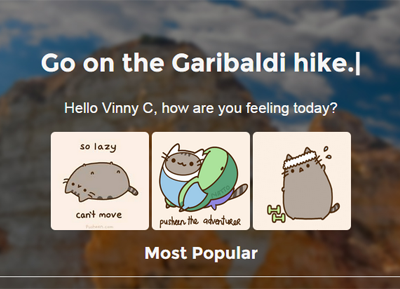 Go on the Garibaldi hike.|
Hello Vinny C, how are you feeling today?
so lazy
can't move
pusheen the adventurer
Most Popular